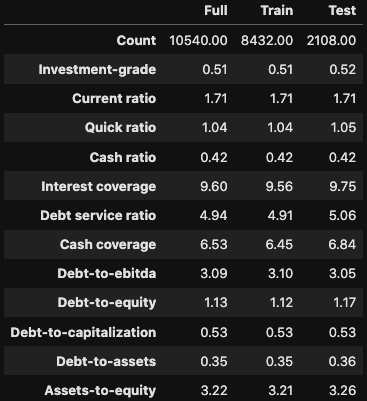 Full Train Test
Count 10540.00 8432.00 2108.00
Investment-grade 0.51 0.51 0.52
Current ratio 1.71 1.71 1.71
Quick ratio 1.04 1.04 1.05
Cash ratio 0.42 0.42 0.42
Interest coverage 9.60 9.56 9.75
Debt service ratio 4.94 4.91 5.06
Cash coverage 6.53 6.45 6.84
Debt-to-ebitda 3.09 3.10 3.05
Debt-to-equity 1.13 1.12 1.17
Debt-to-capitalization 0.53 0.53 0.53
Debt-to-assets 0.35 0.35 0.36
Assets-to-equity 3.22 3.21 3.26